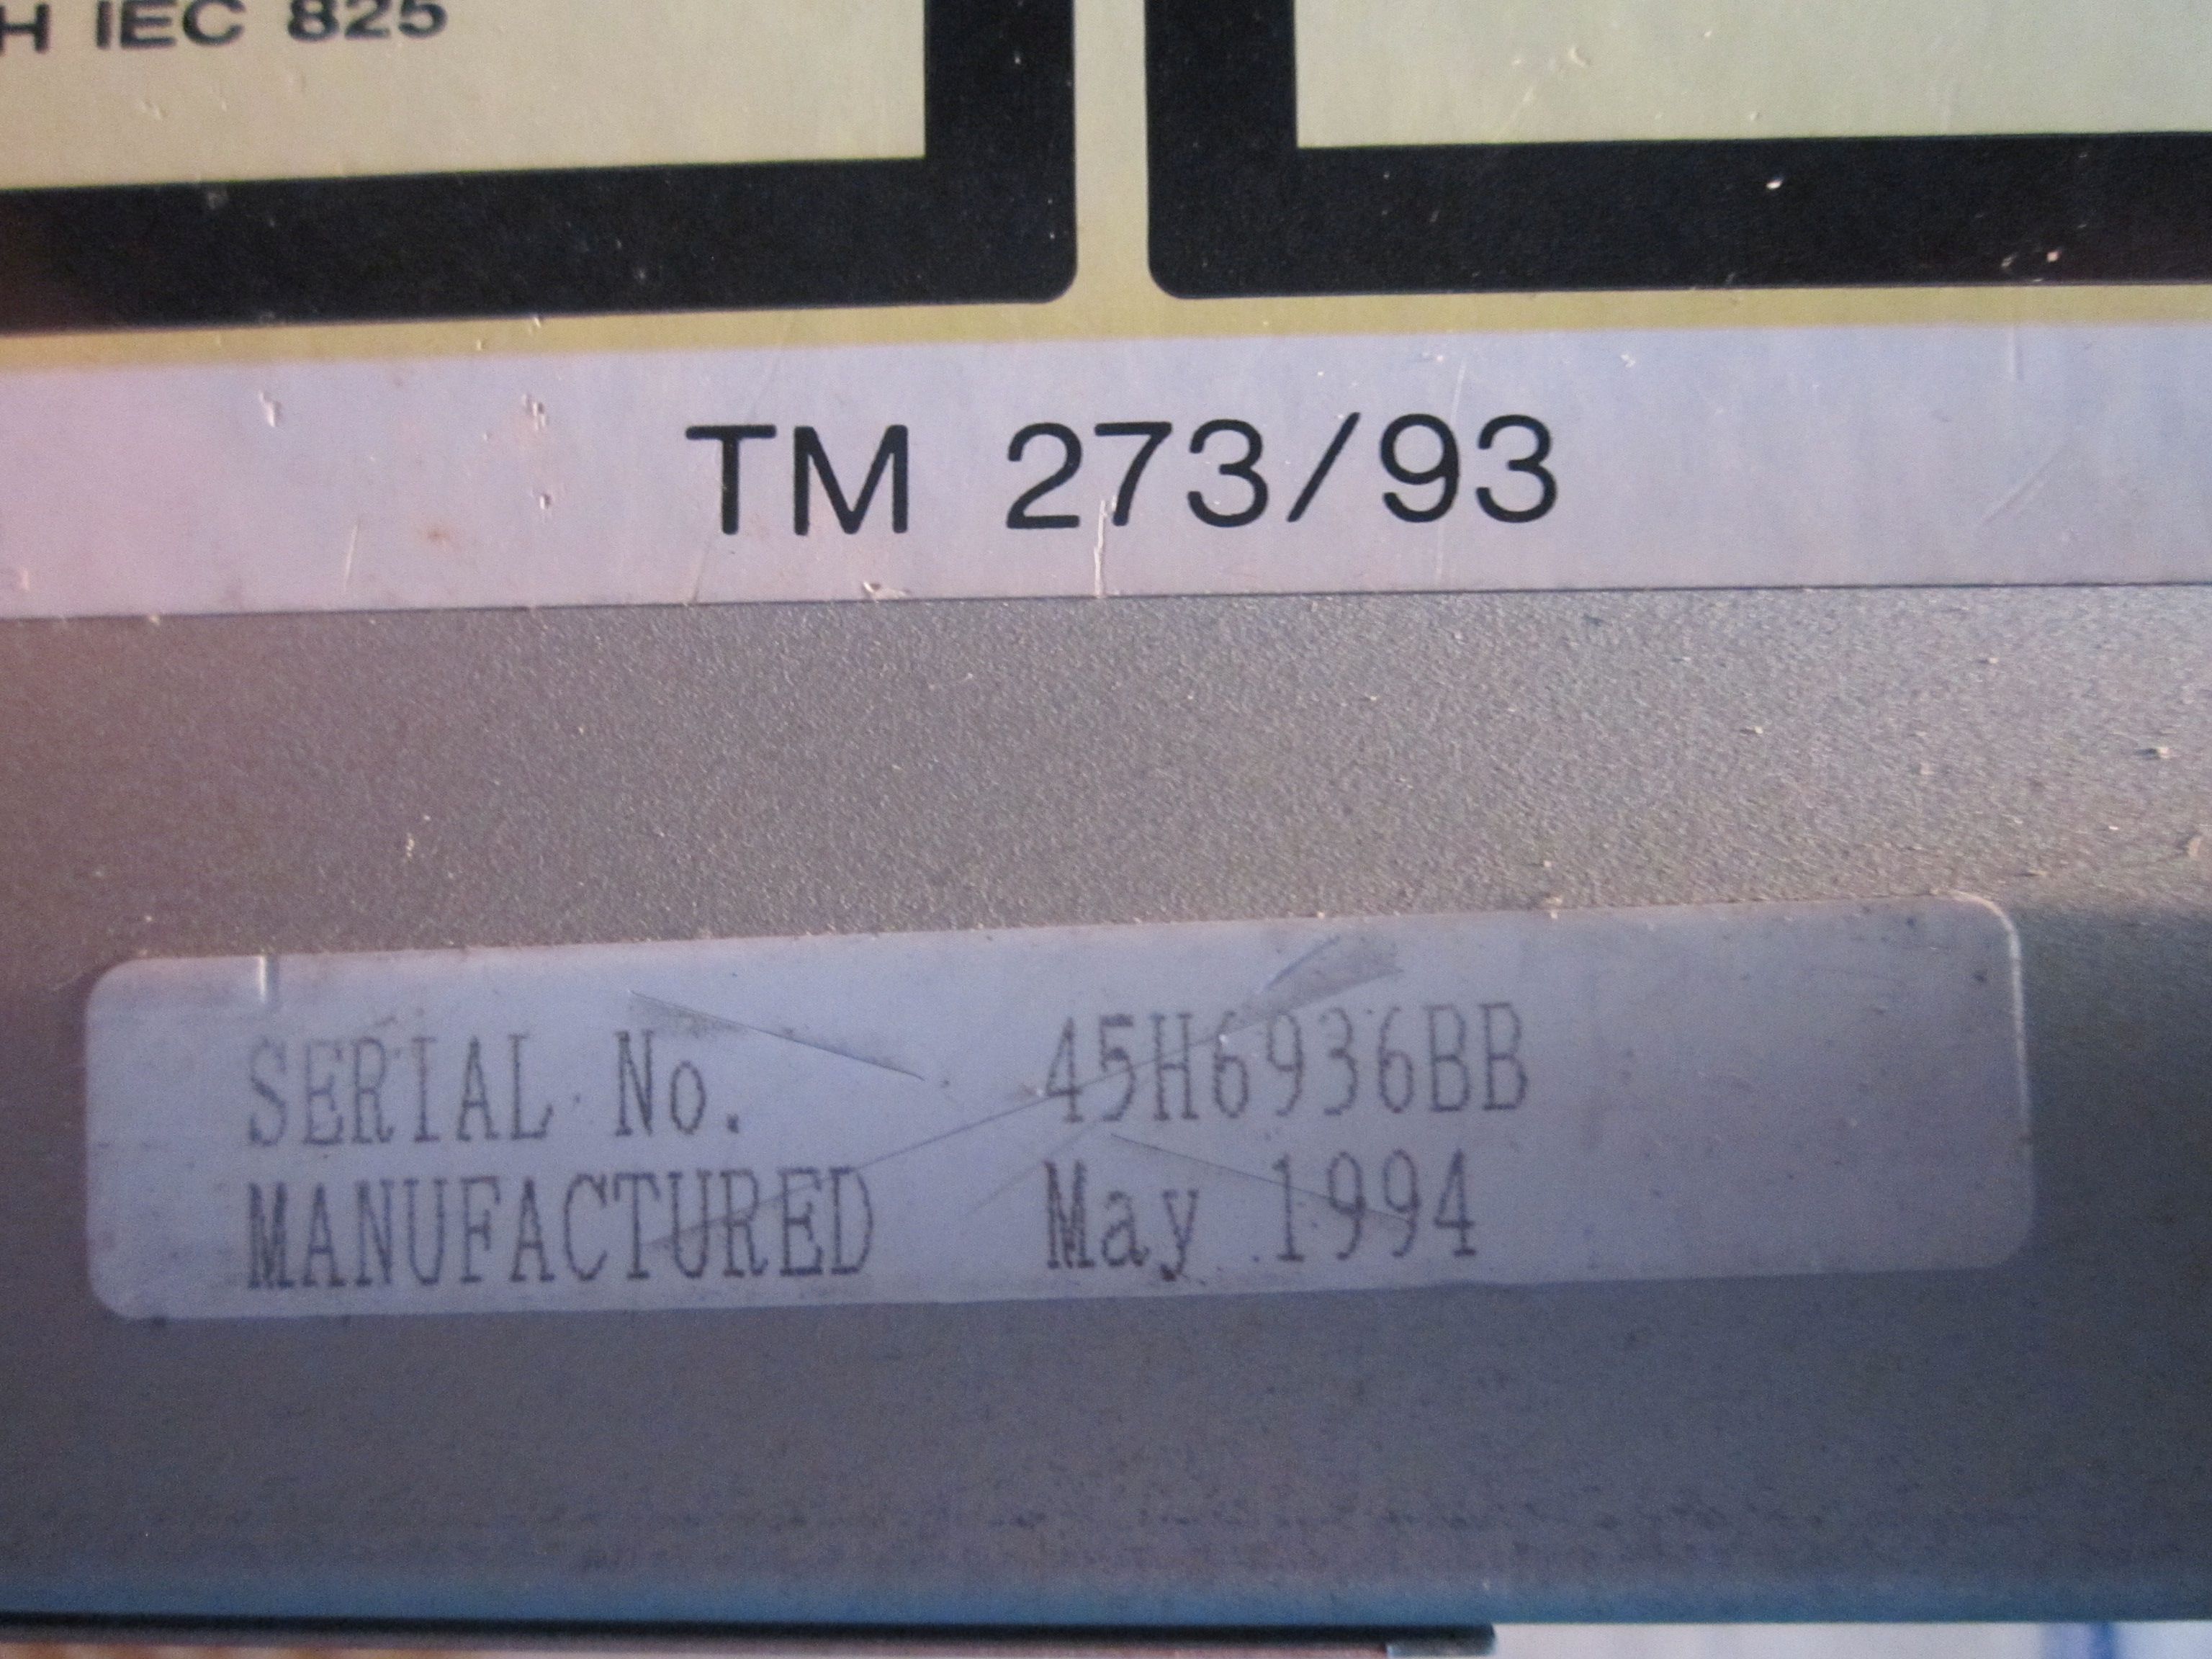 H IEC 825
TM 273/93
SERIAL No. 45H6936BB
MANUFACTURED May 1994